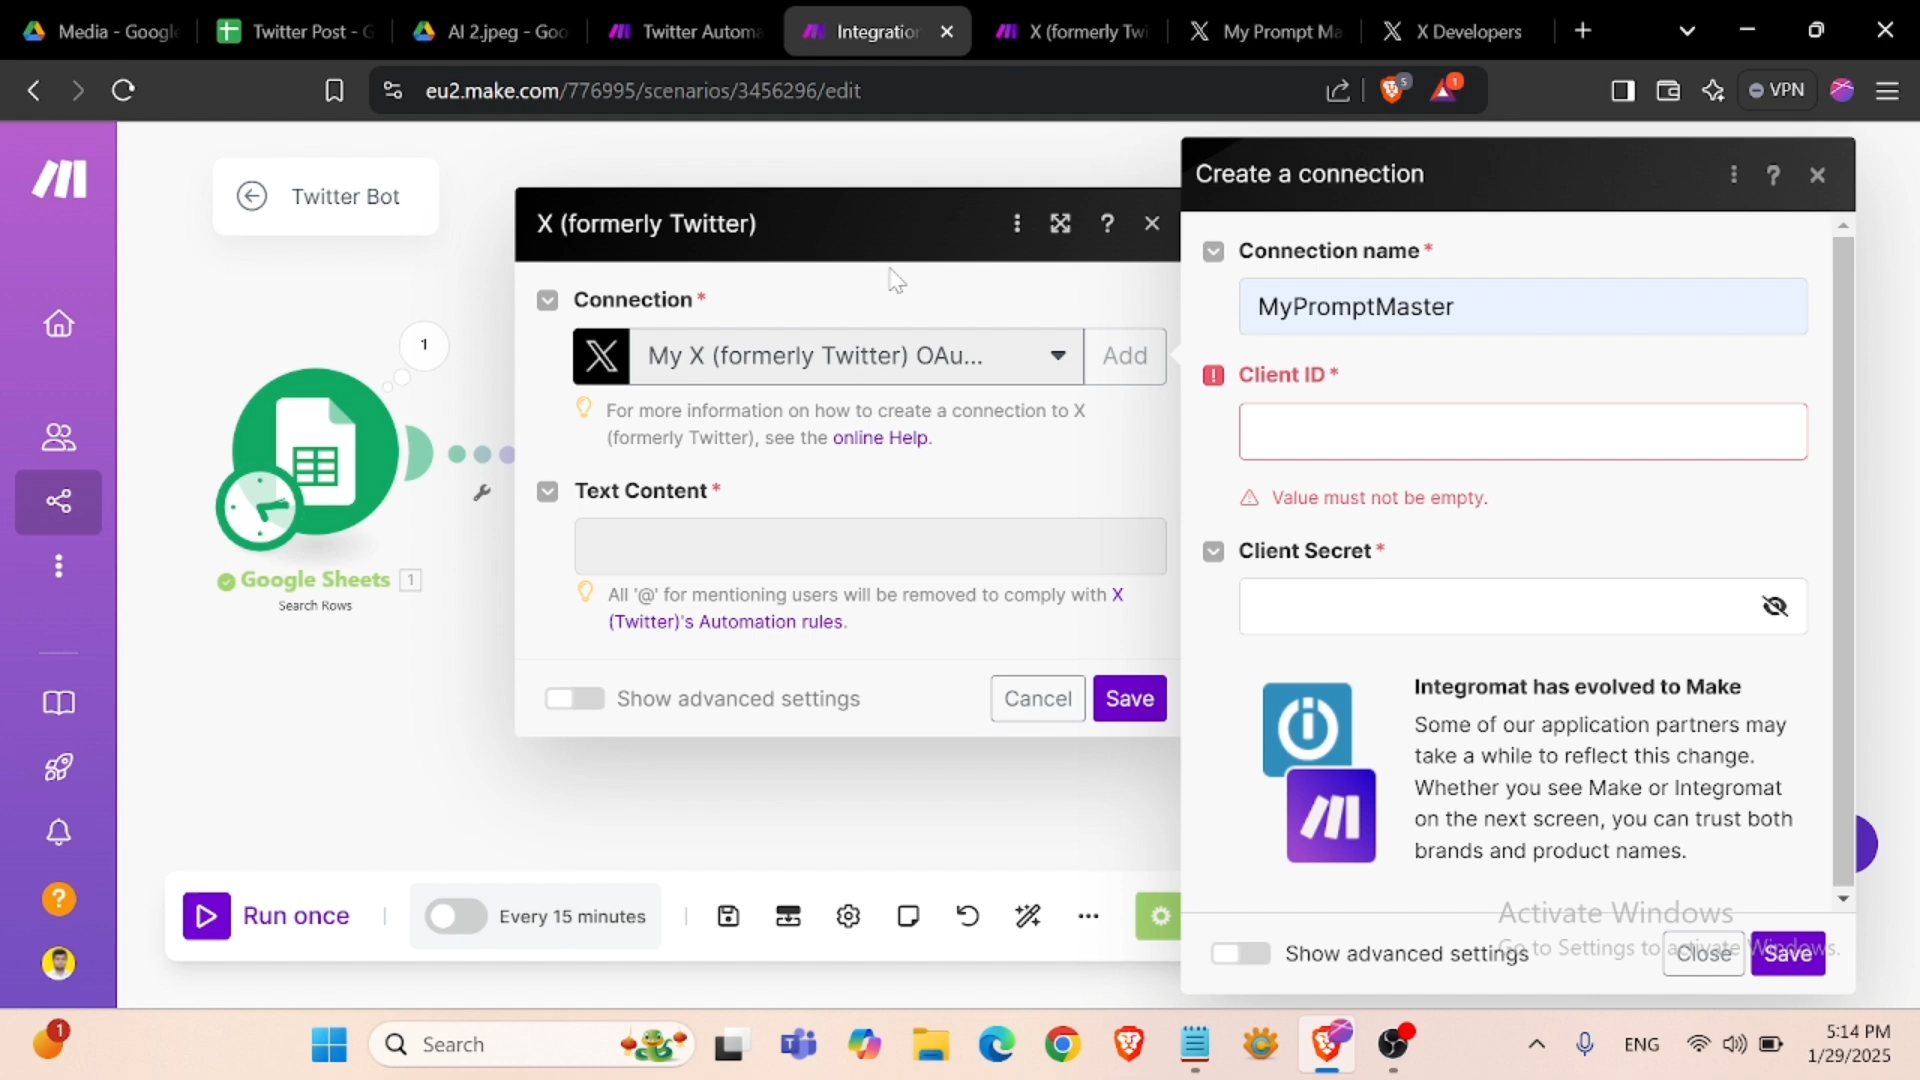 Media - Google
Twitter Post - G
AI 2.jpeg - Goo
Twitter Automa
Integration
X (formerly Twi
My Prompt Ma
X Developers
eu2.make.com/776995/scenarios/3456296/edit
5
1
VPN
Twitter Bot
1
Google Sheets 1
Search Rows
X (formerly Twitter)
Connection *
My X (formerly Twitter) OAu...
Add
For more information on how to create a connection to X
(formerly Twitter), see the online Help.
Text Content *
All '@' for mentioning users will be removed to comply with X
(Twitter)'s Automation rules.
Show advanced settings
Cancel
Save
Create a connection
Connection name *
MyPromptMaster
Client ID *
Value must not be empty.
Client Secret *
Integromat has evolved to Make
Some of our application partners may
take a while to reflect this change.
Whether you see Make or Integromat
on the next screen, you can trust both
brands and product names.
Show advanced settings
Close
Save
Activate Windows
Go to Settings to activate Windows.
Run once
Every 15 minutes
1
Search
ENG
5:14 PM
1/29/2025